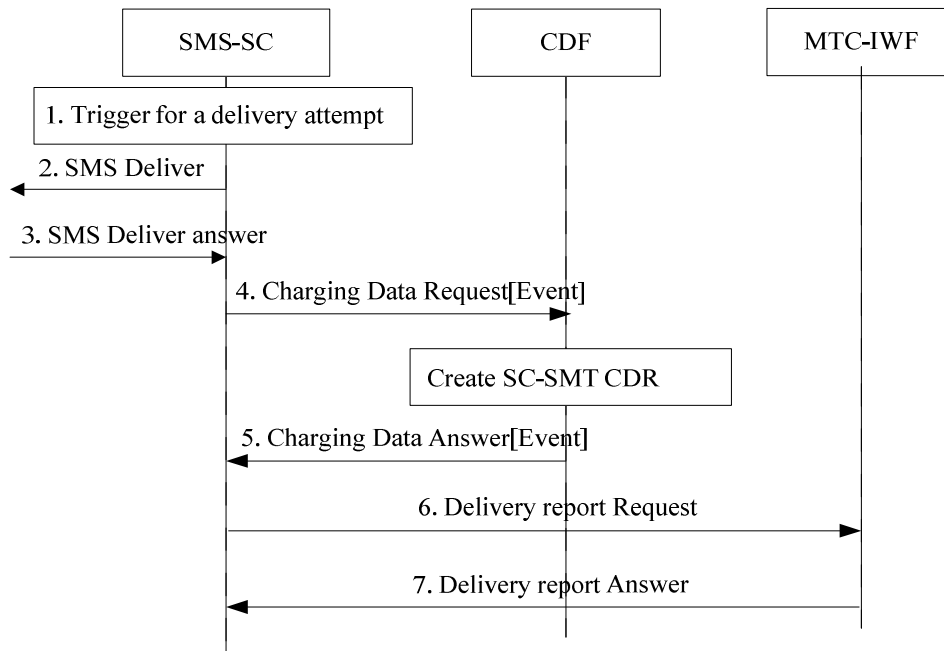 SMS-SC
CDF
MTC-IWF
1. Trigger for a delivery attempt
2. SMS Deliver
3. SMS Deliver answer
4. Charging Data Request[Event]
Create SC-SMT CDR
5. Charging Data Answer[Event]
6. Delivery report Request
7. Delivery report Answer